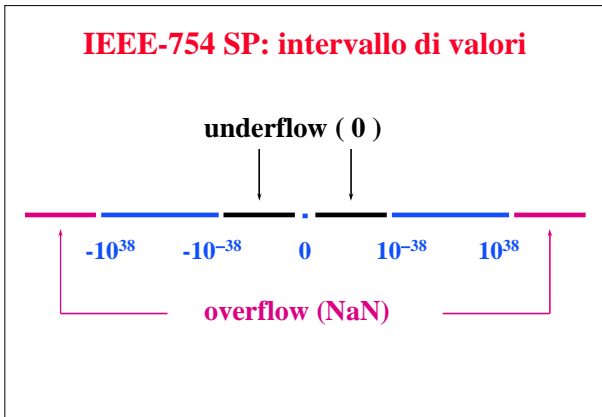 IEEE-754 SP: intervallo di valori
underflow ( 0 )
-10³⁸ -10⁻³⁸ 0 10⁻³⁸ 10³⁸
overflow (NaN)